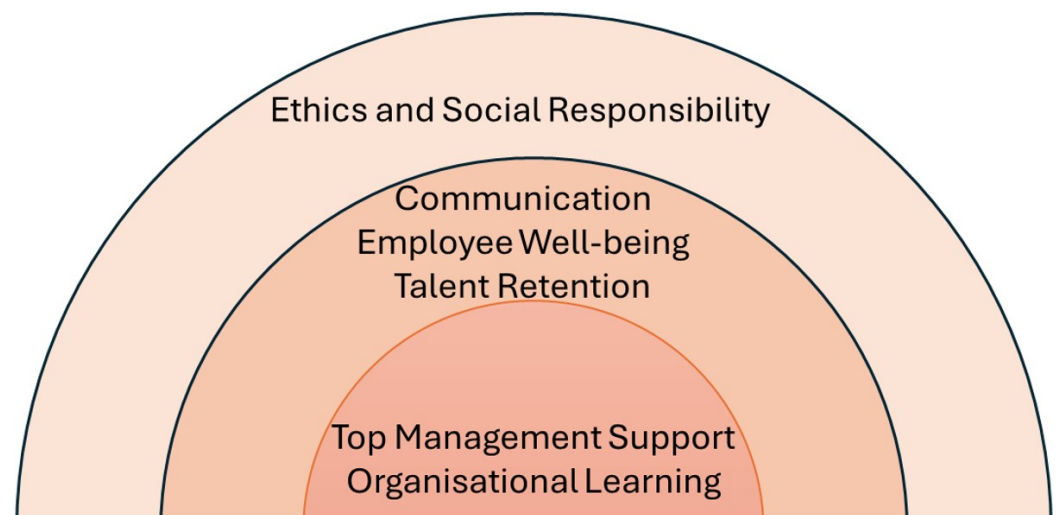 Ethics and Social Responsibility
Communication
Employee Well-being
Talent Retention
Top Management Support
Organisational Learning